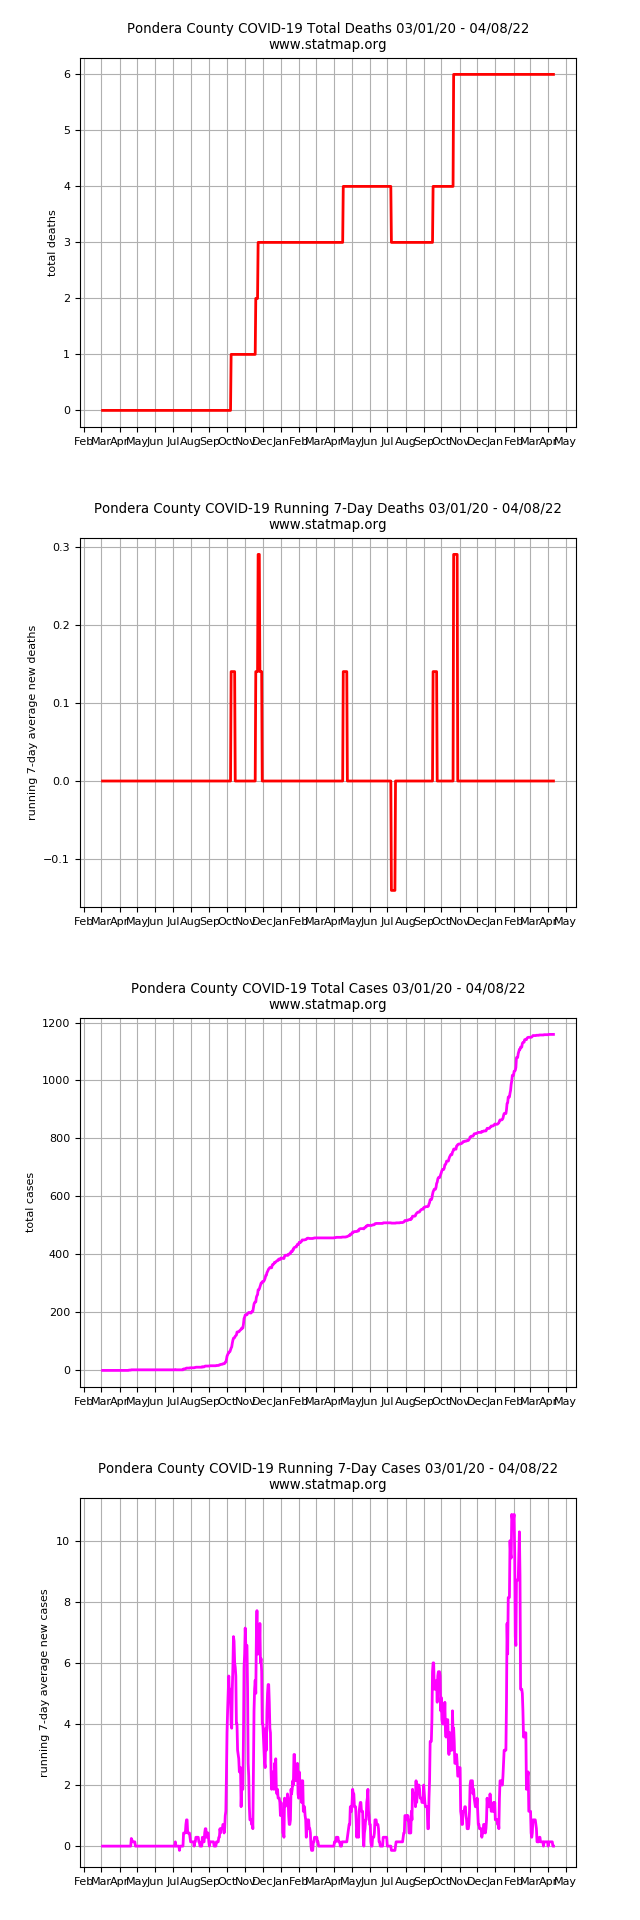 Pondera County COVID-19 Total Deaths 03/01/20 - 04/08/22
www.statmap.org
6
5
4
3
2
1
0
total deaths
Feb Mar Apr May Jun Jul Aug Sep Oct Nov Dec Jan Feb Mar Apr May Jun Jul Aug Sep Oct Nov Dec Jan Feb Mar Apr May
Pondera County COVID-19 Running 7-Day Deaths 03/01/20 - 04/08/22
www.statmap.org
0.3
0.2
0.1
0.0
−0.1
running 7-day average new deaths
Feb Mar Apr May Jun Jul Aug Sep Oct Nov Dec Jan Feb Mar Apr May Jun Jul Aug Sep Oct Nov Dec Jan Feb Mar Apr May
Pondera County COVID-19 Total Cases 03/01/20 - 04/08/22
www.statmap.org
1200
1000
800
600
400
200
0
total cases
Feb Mar Apr May Jun Jul Aug Sep Oct Nov Dec Jan Feb Mar Apr May Jun Jul Aug Sep Oct Nov Dec Jan Feb Mar Apr May
Pondera County COVID-19 Running 7-Day Cases 03/01/20 - 04/08/22
www.statmap.org
10
8
6
4
2
0
running 7-day average new cases
Feb Mar Apr May Jun Jul Aug Sep Oct Nov Dec Jan Feb Mar Apr May Jun Jul Aug Sep Oct Nov Dec Jan Feb Mar Apr May